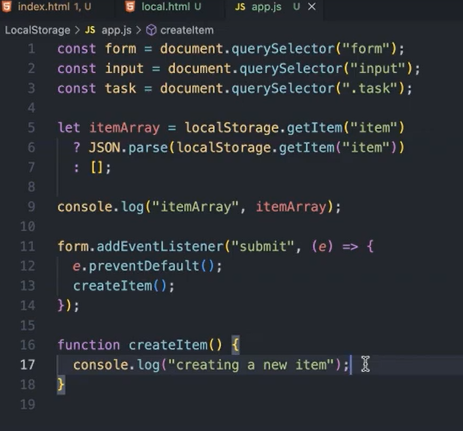 index.html 1, U
local.html U
app.js U ×
LocalStorage > JS app.js > createItem
1 const form = document.querySelector("form");
2 const input = document.querySelector("input");
3 const task = document.querySelector(".task");
4
5 let itemArray = localStorage.getItem("item")
6 ? JSON.parse(localStorage.getItem("item"))
7 : [];
8
9 console.log("itemArray", itemArray);
10
11 form.addEventListener("submit", (e) => {
12 e.preventDefault();
13 createItem();
14 });
15
16 function createItem() {
17 console.log("creating a new item");
18 }
19